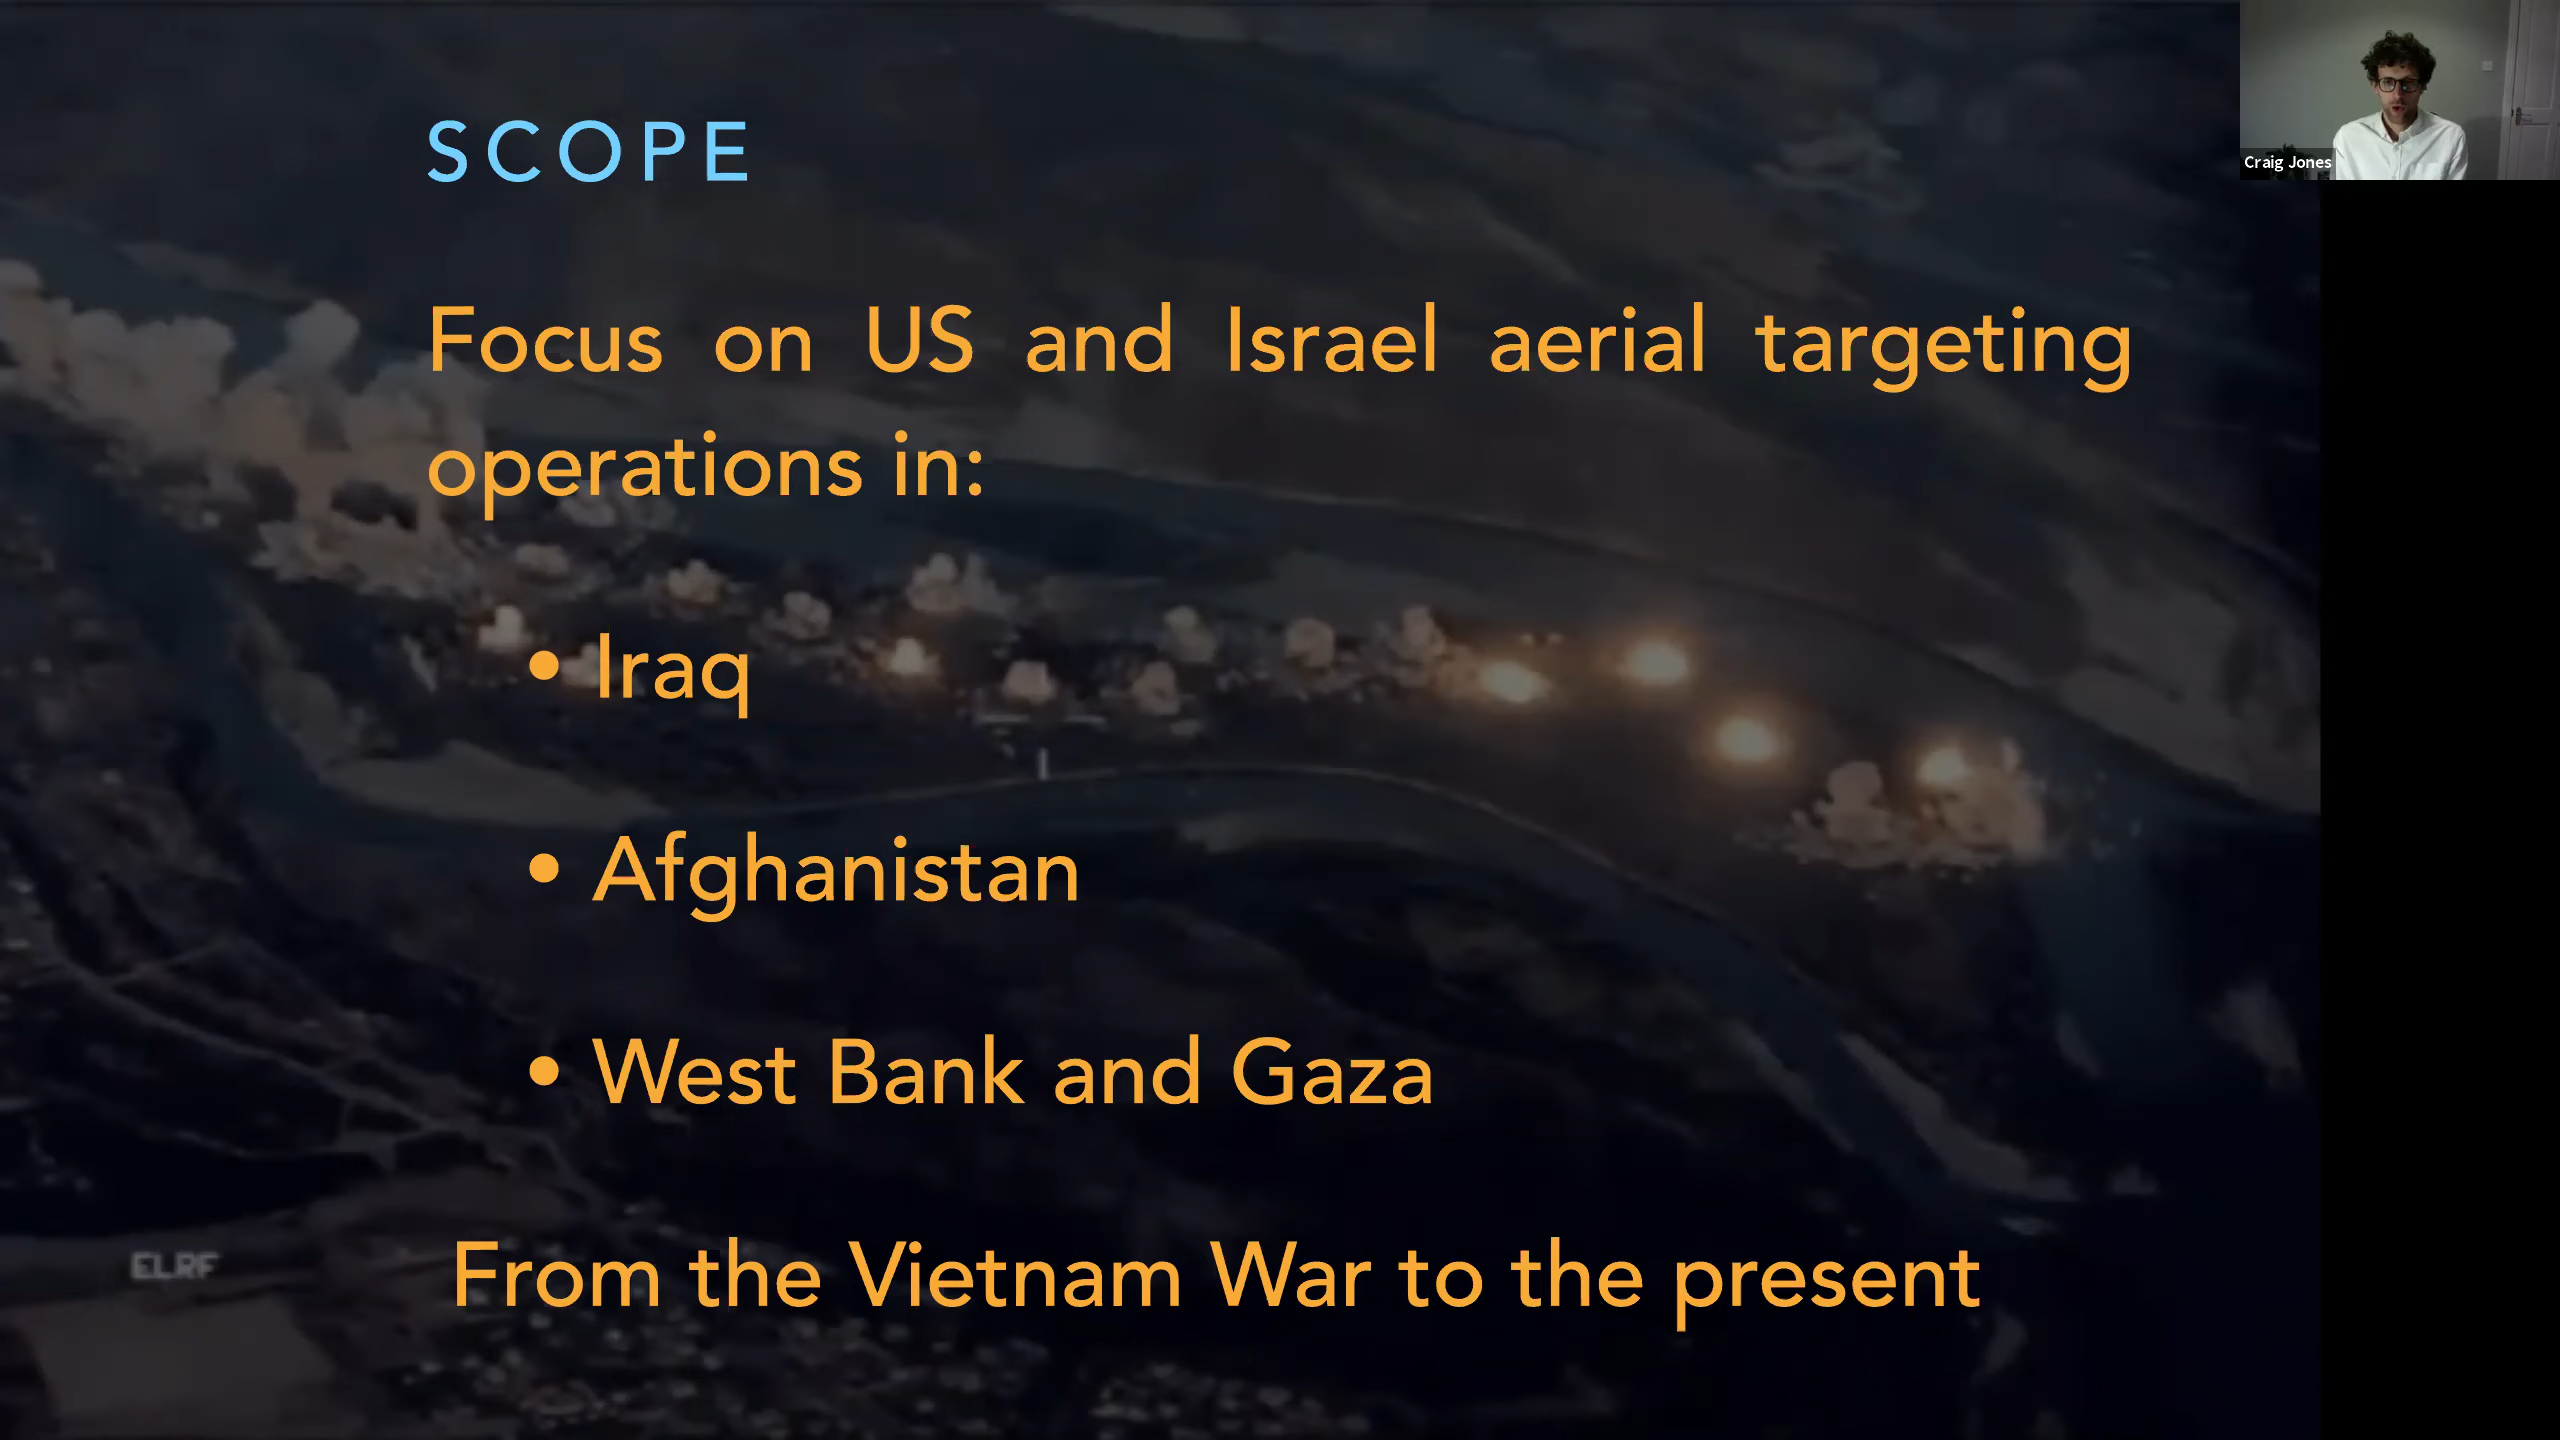 SCOPE
Craig Jones
Focus on US and Israel aerial targeting
operations in:
• Iraq
• Afghanistan
• West Bank and Gaza
ELRF
From the Vietnam War to the present